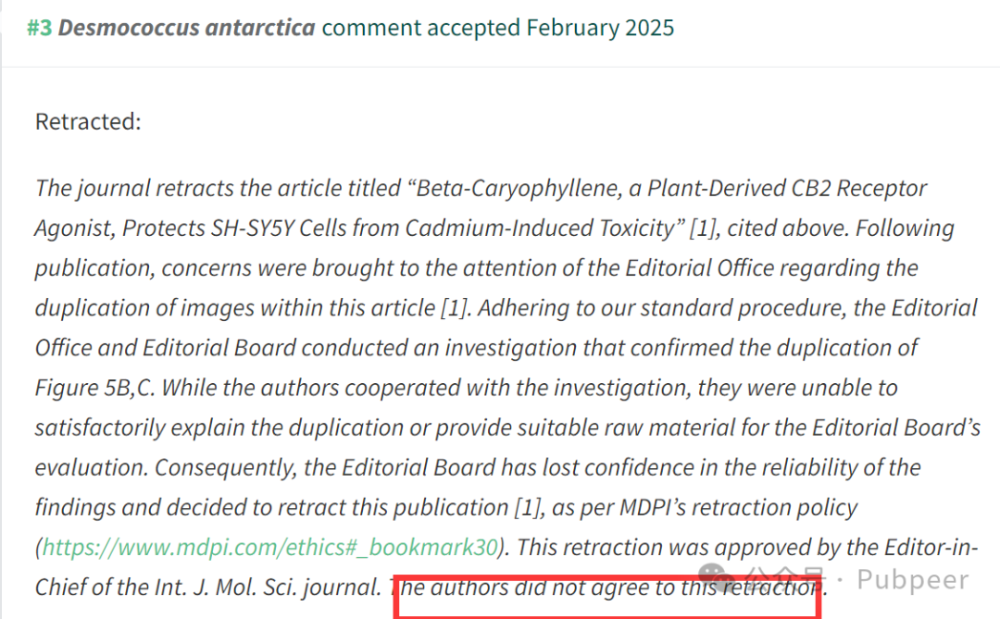 #3 Desmococcus antarctica comment accepted February 2025
Retracted:
The journal retracts the article titled “Beta-Caryophyllene, a Plant-Derived CB2 Receptor
Agonist, Protects SH-SY5Y Cells from Cadmium-Induced Toxicity” [1], cited above. Following
publication, concerns were brought to the attention of the Editorial Office regarding the
duplication of images within this article [1]. Adhering to our standard procedure, the Editorial
Office and Editorial Board conducted an investigation that confirmed the duplication of
Figure 5B,C. While the authors cooperated with the investigation, they were unable to
satisfactorily explain the duplication or provide suitable raw material for the Editorial Board’s
evaluation. Consequently, the Editorial Board has lost confidence in the reliability of the
findings and decided to retract this publication [1], as per MDPI’s retraction policy
(https://www.mdpi.com/ethics#_bookmark30). This retraction was approved by the Editor-in-
Chief of the Int. J. Mol. Sci. journal. The authors did not agree to this retraction.
公众号 · Pubpeer